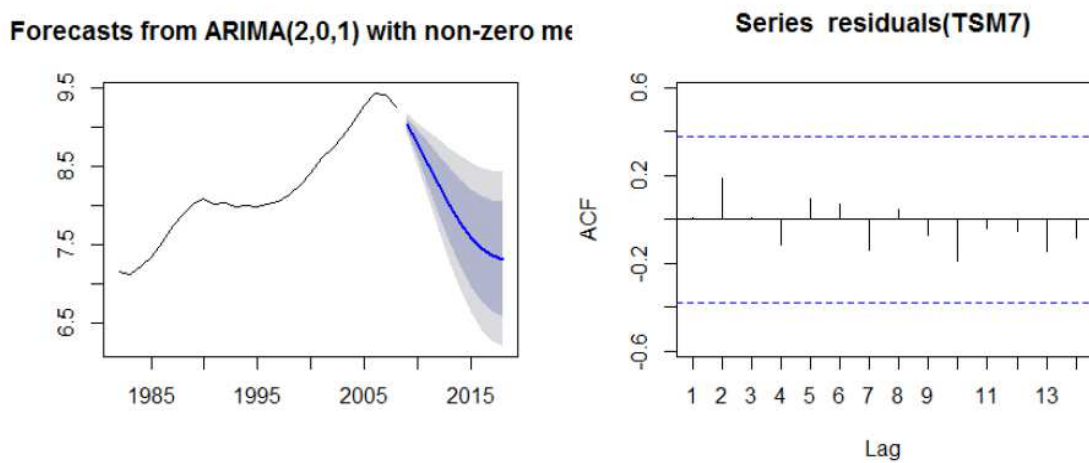 Forecasts from ARIMA(2,0,1) with non-zero me
9.5
8.5
7.5
6.5
1985 1995 2005 2015
Series residuals(TSM7)
0.6
0.2
-0.2
-0.6
ACF
1 2 3 4 5 6 7 8 9 11 13
Lag